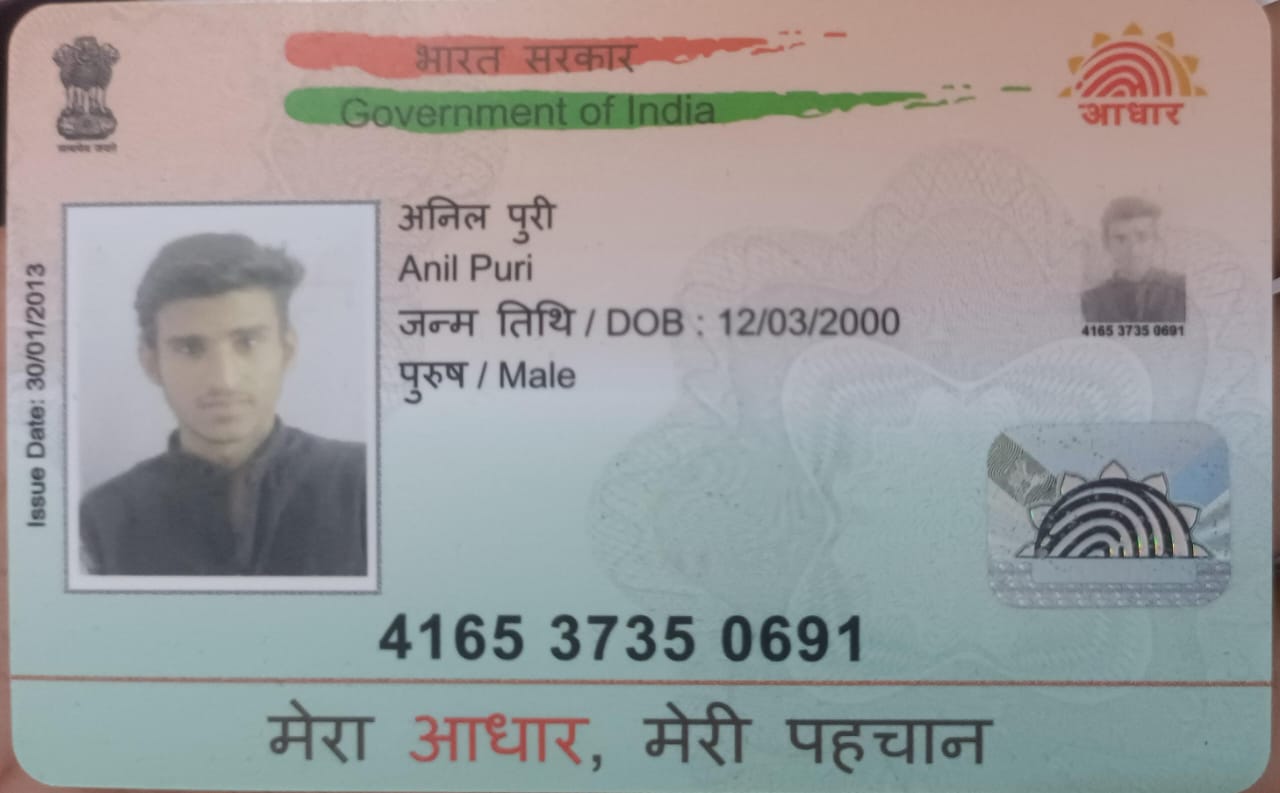 भारत सरकार
Government of India
आधार
सत्यमेव जयते
Issue Date: 30/01/2013
अनिल पुरी
Anil Puri
जन्म तिथि / DOB : 12/03/2000
पुरुष / Male
4165 3735 0691
4165 3735 0691
मेरा आधार, मेरी पहचान